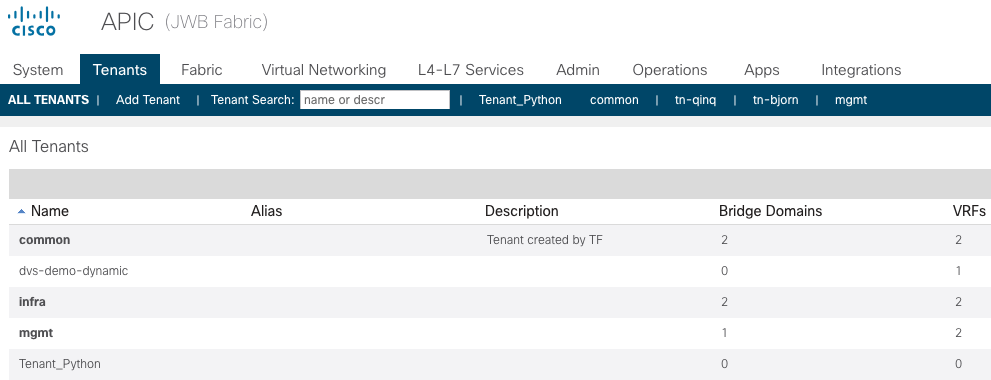 CISCO
APIC (JWB Fabric)
System Tenants Fabric Virtual Networking L4-L7 Services Admin Operations Apps Integrations
ALL TENANTS | Add Tenant | Tenant Search: name or descr | Tenant_Python common | tn-qinq | tn-bjorn | mgmt
All Tenants
Name Alias Description Bridge Domains VRFs
common Tenant created by TF 2 2
dvs-demo-dynamic 0 1
infra 2 2
mgmt 1 2
Tenant_Python 0 0